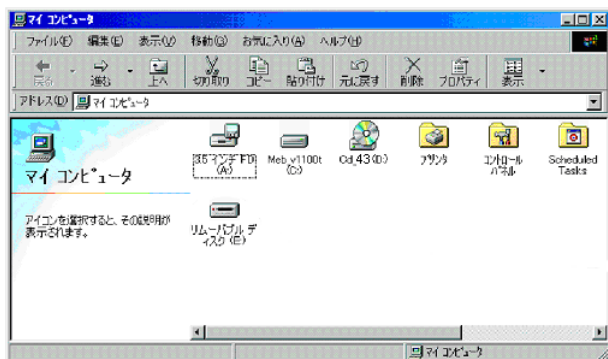 マイ コンピュータ
ファイル(F) 編集(E) 表示(V) 移動(G) お気に入り(A) ヘルプ(H)
戻る 進む 上へ 切り取り コピー 貼り付け 元に戻す 削除 プロパティ 表示
アドレス(D) マイ コンピュータ
マイ コンピュータ
アイコンを選択すると、その説明が
表示されます。
3.5 インチ FD
(A:)
Meb_v1100t
(C:)
Cd_43 (D:)
プリンタ
コントロール
パネル
Scheduled
Tasks
リムーバブル デ
ィスク (E:)
マイ コンピュータ